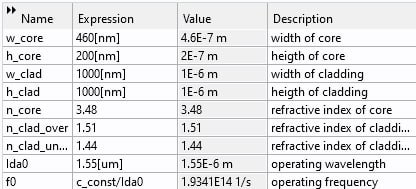 Name Expression Value Description
w_core 460[nm] 4.6E-7 m width of core
h_core 200[nm] 2E-7 m heigth of core
w_clad 1000[nm] 1E-6 m width of cladding
h_clad 1000[nm] 1E-6 m heigth of cladding
n_core 3.48 3.48 refractive index of core
n_clad_over 1.51 1.51 refractive index of claddi...
n_clad_un... 1.44 1.44 refractive index of claddi...
lda0 1.55[um] 1.55E-6 m operating wavelength
f0 c_const/lda0 1.9341E14 1/s operating frequency